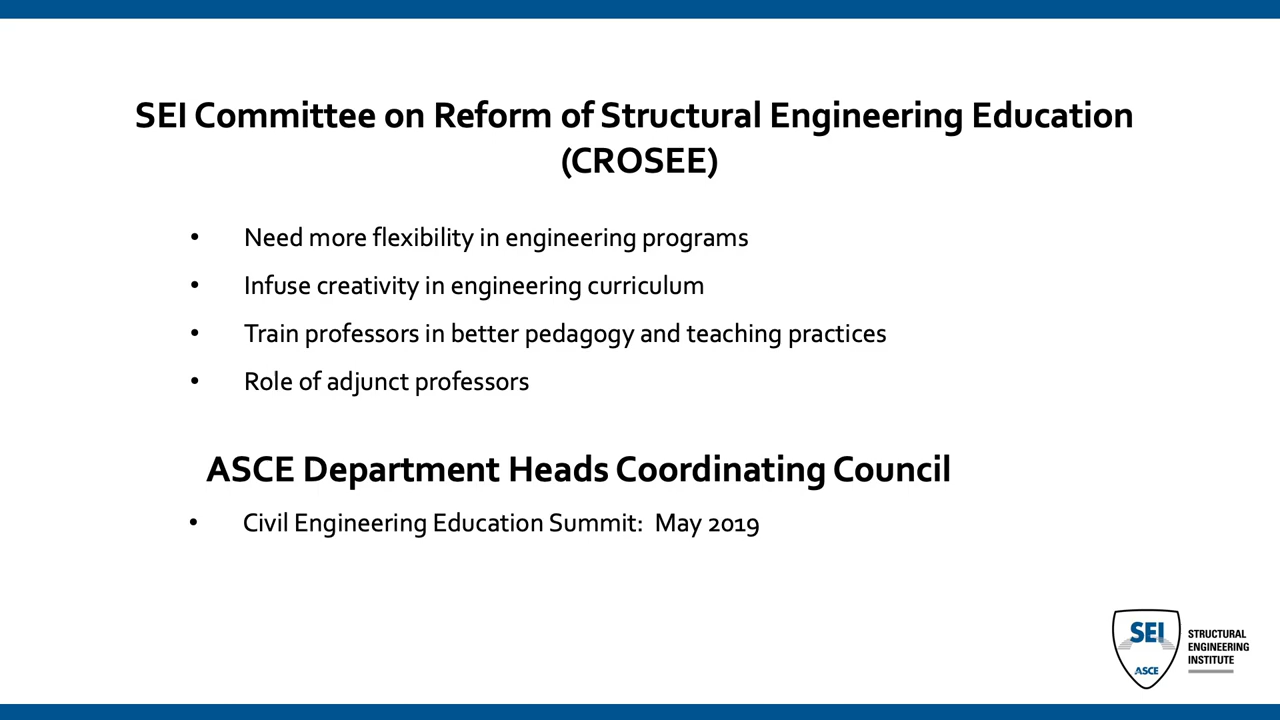 SEI Committee on Reform of Structural Engineering Education
(CROSEE)
• Need more flexibility in engineering programs
• Infuse creativity in engineering curriculum
• Train professors in better pedagogy and teaching practices
• Role of adjunct professors
ASCE Department Heads Coordinating Council
• Civil Engineering Education Summit:  May 2019
SEI
ASCE
STRUCTURAL
ENGINEERING
INSTITUTE